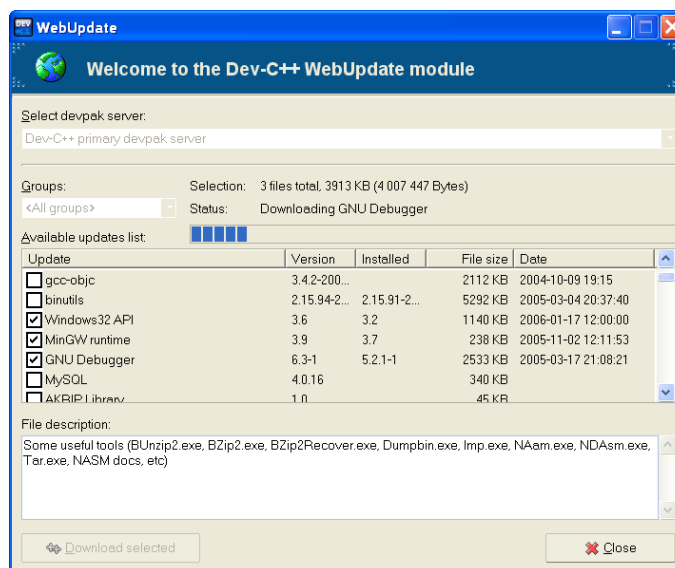 WebUpdate
Welcome to the Dev-C++ WebUpdate module
Select devpak server:
Dev-C++ primary devpak server
Groups:
Selection: 3 files total, 3913 KB (4 007 447 Bytes)
<All groups>
Status: Downloading GNU Debugger
Available updates list:
Update Version Installed File size Date
gcc-objc 3.4.2-200... 2112 KB 2004-10-09 19:15
binutils 2.15.94-2... 2.15.91-2... 5292 KB 2005-03-04 20:37:40
Windows32 API 3.6 3.2 1140 KB 2006-01-17 12:00:00
MinGW runtime 3.9 3.7 238 KB 2005-11-02 12:11:53
GNU Debugger 6.3-1 5.2.1-1 2533 KB 2005-03-17 21:08:21
MySQL 4.0.16 340 KB
AKRIP Library 1.0 45 KB
File description:
Some useful tools (BUnzip2.exe, BZip2.exe, BZip2Recover.exe, Dumpbin.exe, Imp.exe, NAam.exe, NDAsm.exe,
Tar.exe, NASM docs, etc)
Download selected
Close